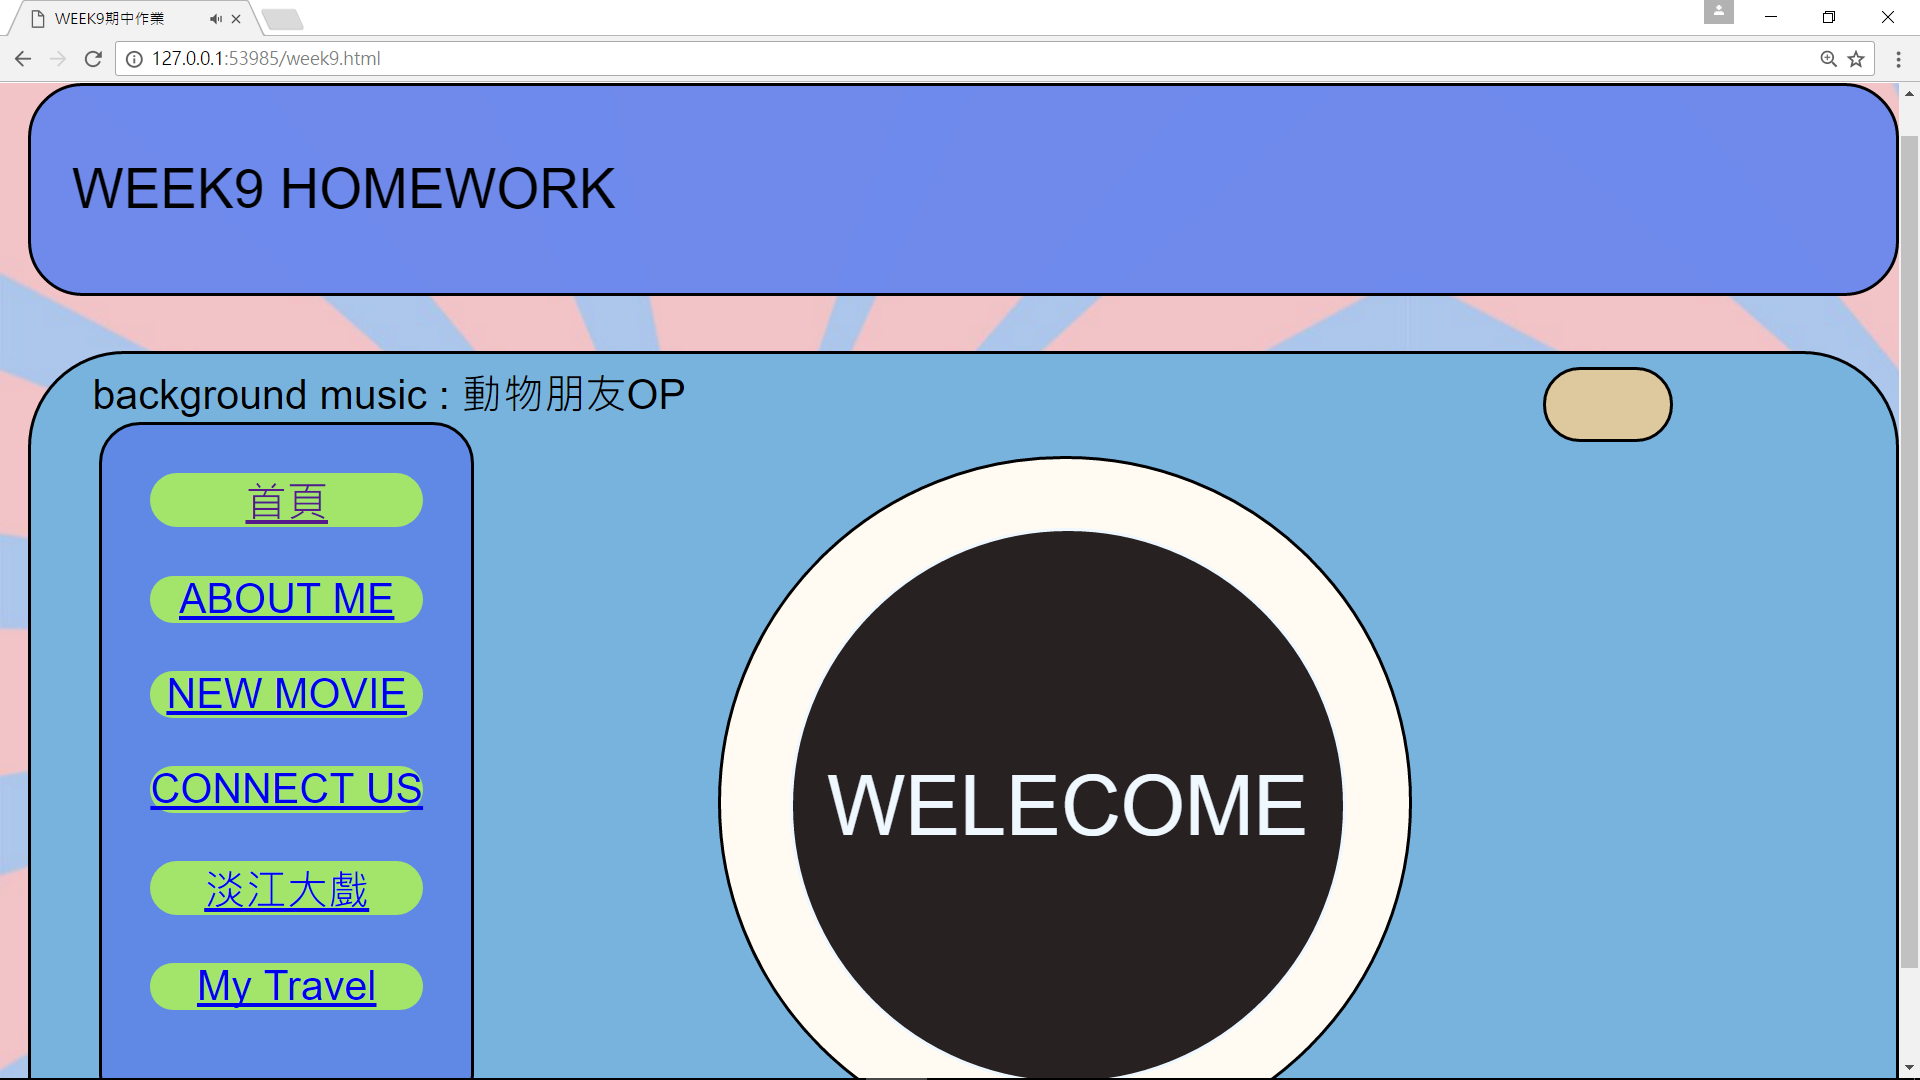 WEEK9期中作業
127.0.0.1:53985/week9.html
WEEK9 HOMEWORK
background music : 動物朋友OP
首頁
ABOUT ME
NEW MOVIE
CONNECT US
淡江大戲
My Travel
WELECOME